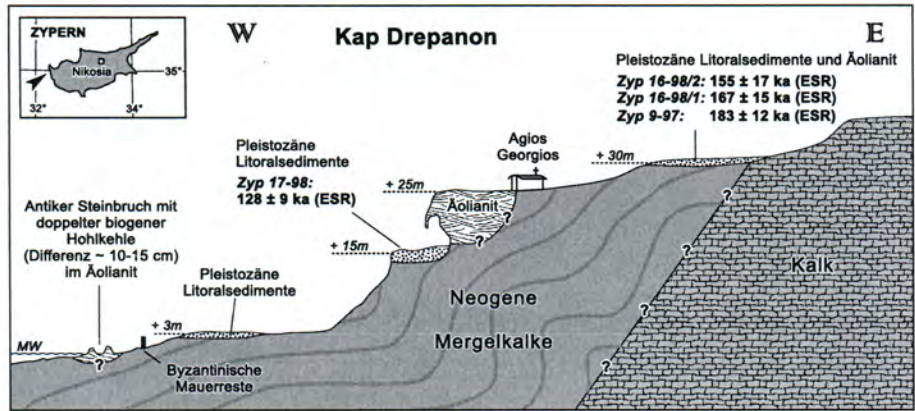 ZYPERN
Nikosia
35°
32°
34°
W
Kap Drepanon
E
Pleistozäne Litoralsedimente und Äolianit
Zyp 16-98/2: 155 ± 17 ka (ESR)
Zyp 16-98/1: 167 ± 15 ka (ESR)
Zyp 9-97: 183 ± 12 ka (ESR)
Pleistozäne
Litoralsedimente
Zyp 17-98:
128 ± 9 ka (ESR)
Agios
Georgios
+ 30m
+ 25m
Äolianit
?
?
+ 15m
Antiker Steinbruch mit
doppelter biogener
Hohlkehle
(Differenz ~ 10-15 cm)
im Äolianit
Pleistozäne
Litoralsedimente
+ 3m
MW
?
Byzantinische
Mauerreste
Neogene
Mergelkalke
Kalk
?
?
?
?
?